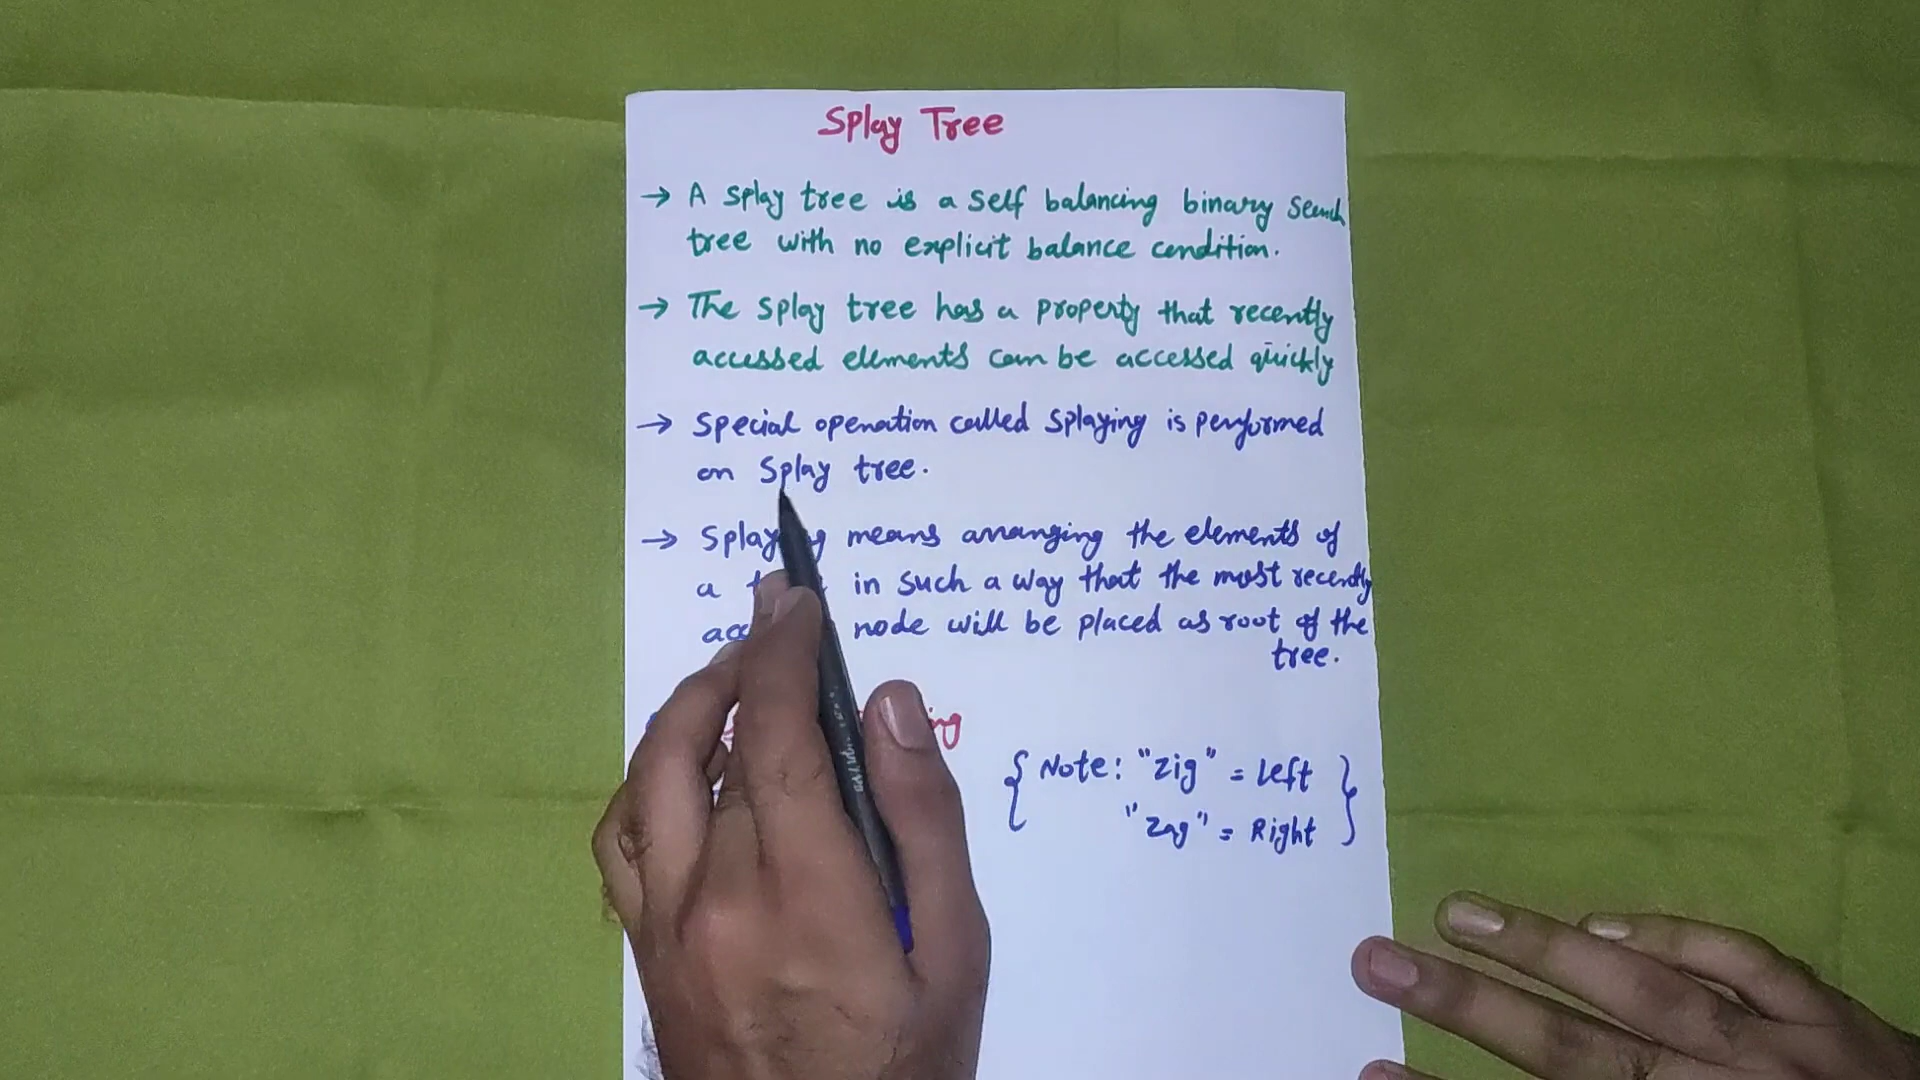 Splay Tree
→ A splay tree is a self balancing binary search
tree with no explicit balance condition.
→ The splay tree has a property that recently
accessed elements can be accessed quickly
→ Special operation called splaying is performed
on splay tree.
→ Splaying means arranging the elements of
a in such a way that the most recently
node will be placed as root of the
tree.
{ Note: "Zig" = Left
"Zag" = Right }